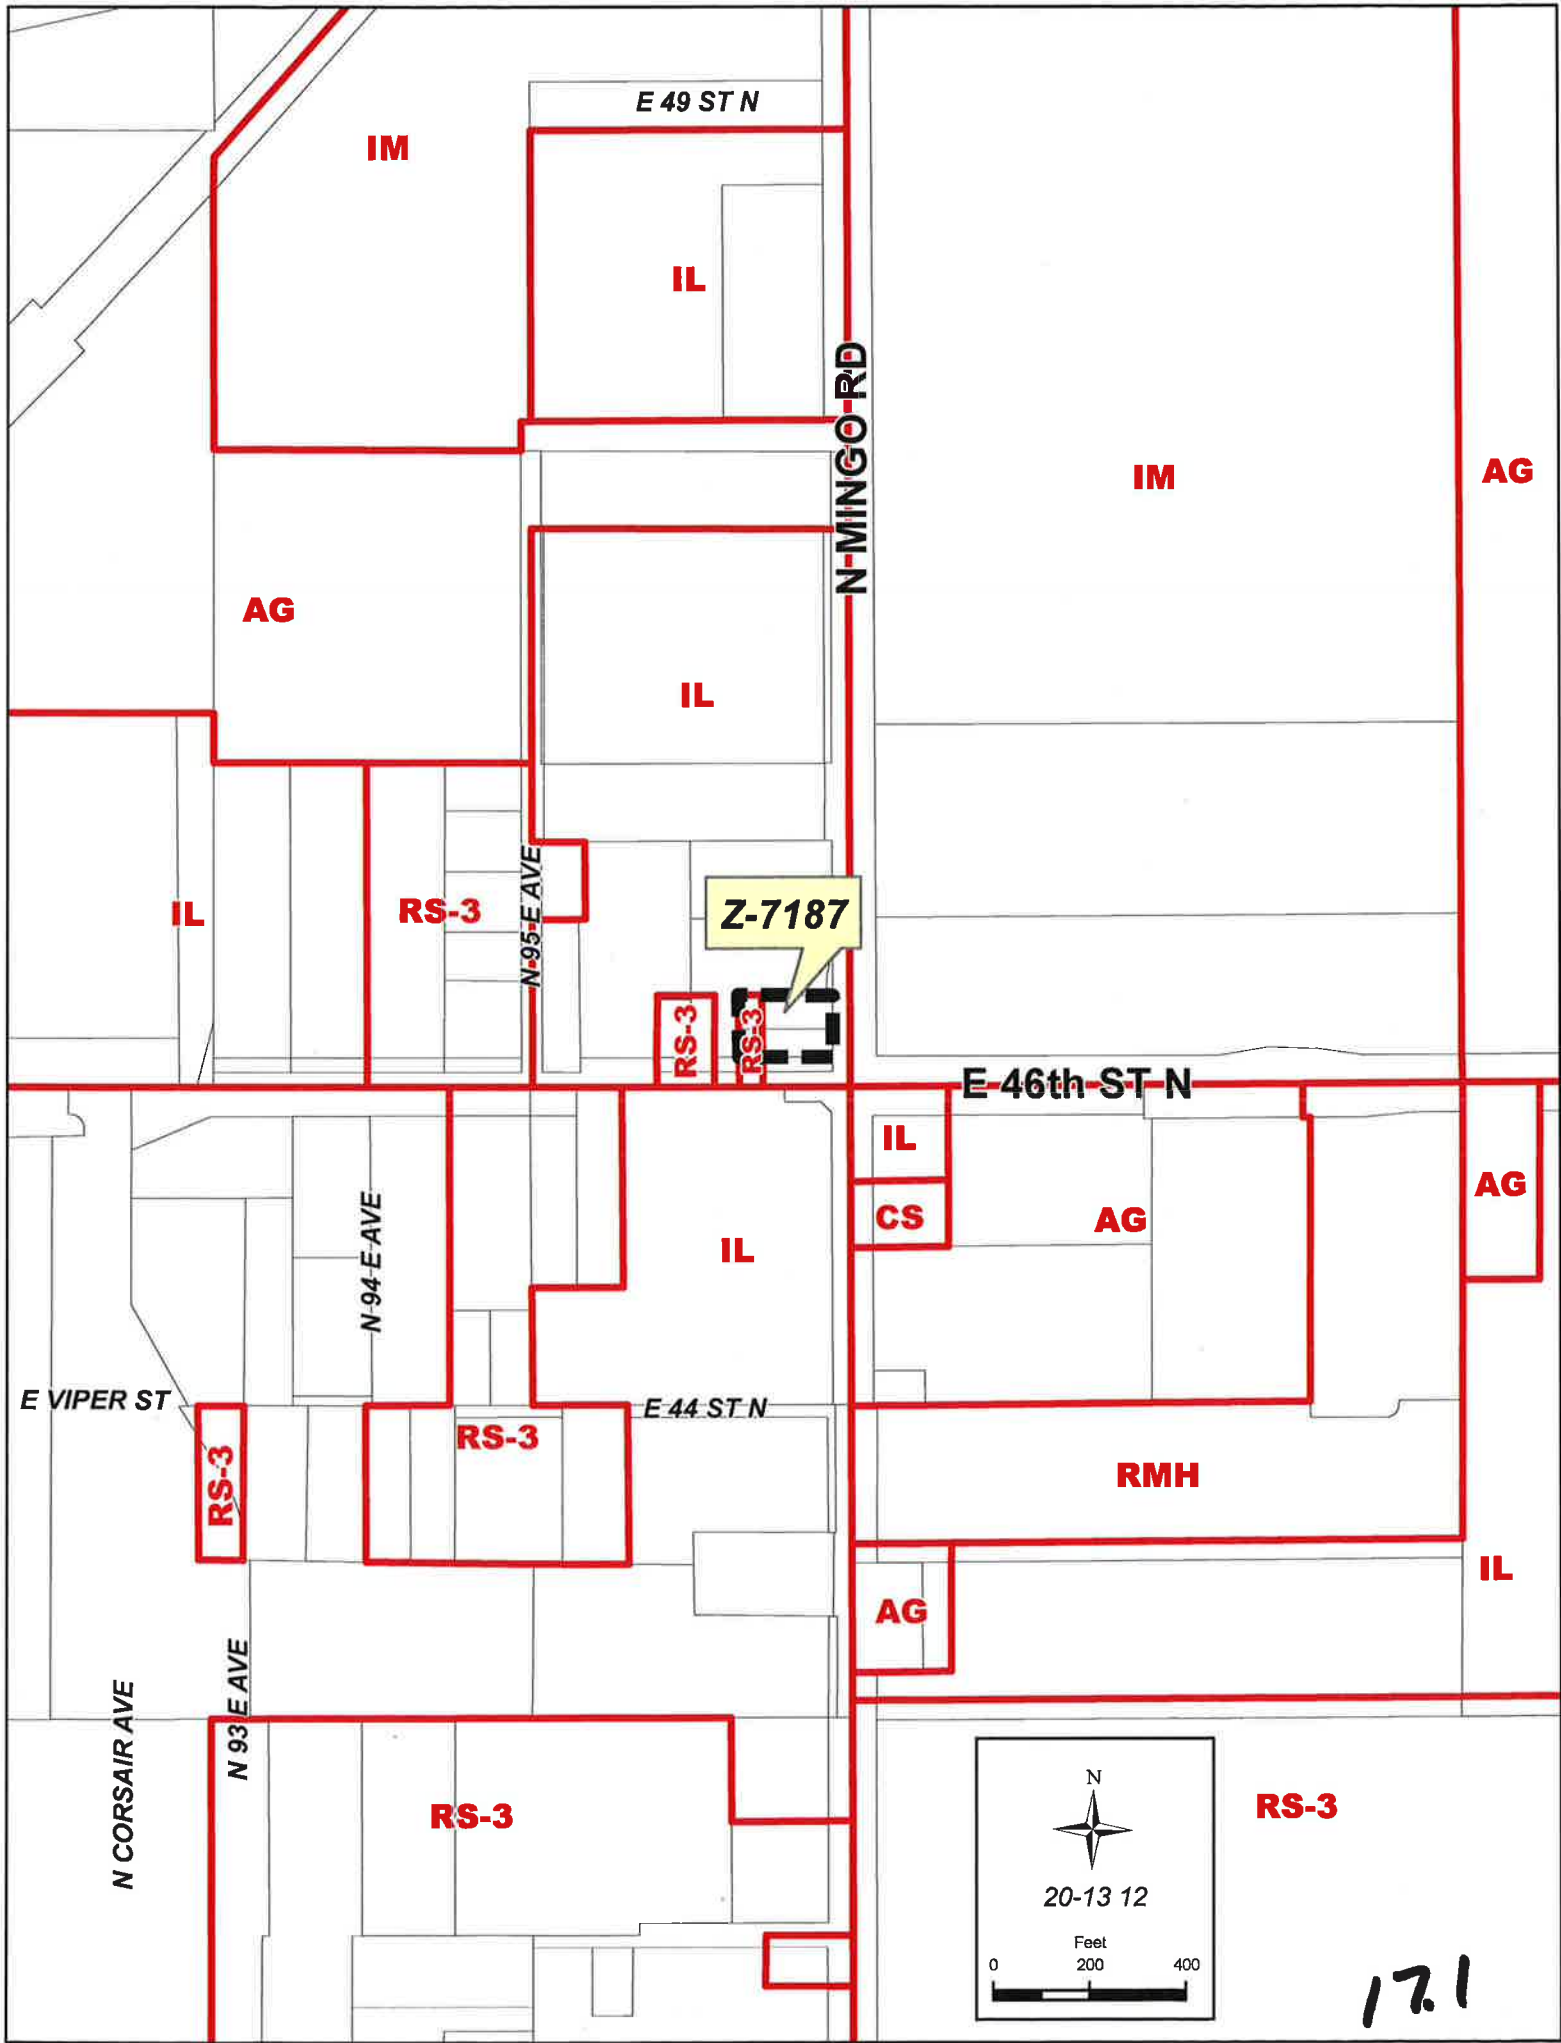 E 49 ST N
IM
IL
N MINGO RD
IM
AG
AG
IL
IL
RS-3
N 95 E AVE
Z-7187
RS-3
RS-3
E 46th ST N
IL
CS
AG
AG
N 94 E AVE
IL
E VIPER ST
E 44 ST N
RS-3
RS-3
RMH
AG
IL
N CORSAIR AVE
N 93 E AVE
RS-3
RS-3
N
20-13 12
Feet
0 200 400
17.1